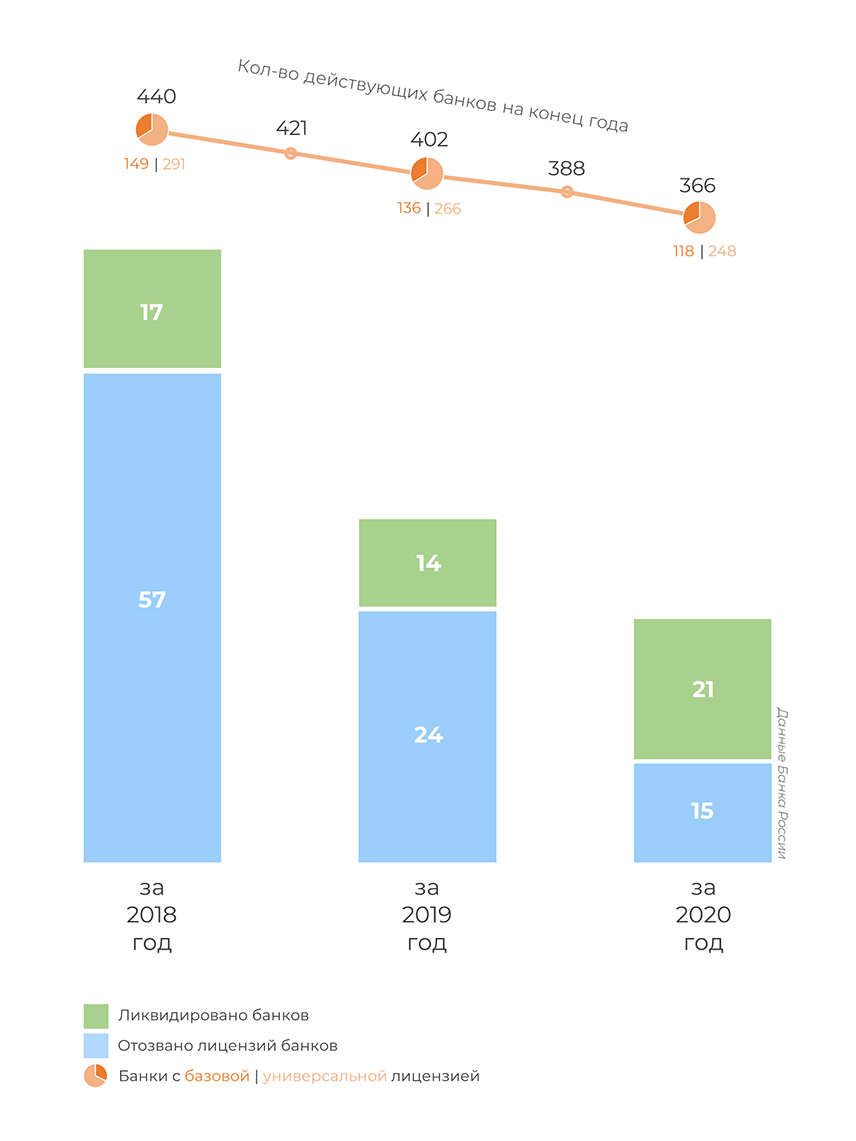 Кол-во действующих банков на конец года
440
421
402
388
366
149 | 291
136 | 266
118 | 248
17
57
14
24
21
15
Данные Банка России
за
2018
год
за
2019
год
за
2020
год
Ликвидировано банков
Отозвано лицензий банков
Банки с базовой | универсальной лицензией